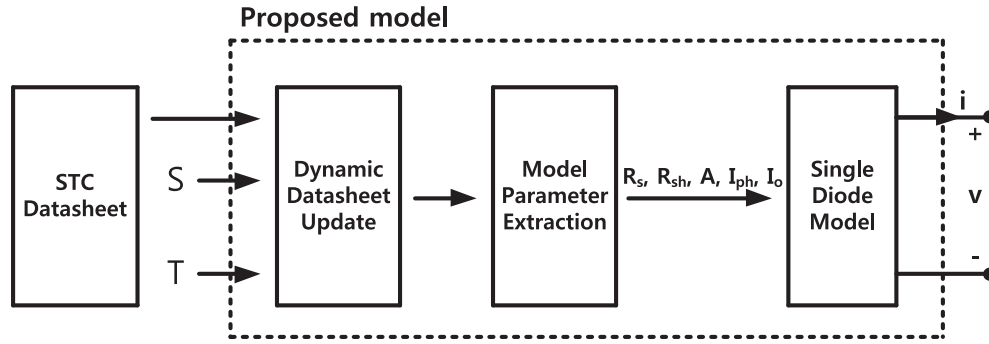 Proposed model
STC
Datasheet
S
T
Dynamic
Datasheet
Update
Model
Parameter
Extraction
Rs, Rsh, A, Iph, Io
Single
Diode
Model
i
+
v
-